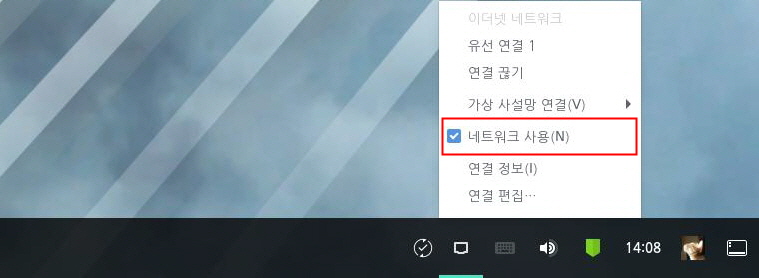 이더넷 네트워크
유선 연결 1
연결 끊기
가상 사설망 연결(V)
네트워크 사용(N)
연결 정보(I)
연결 편집…
14:08